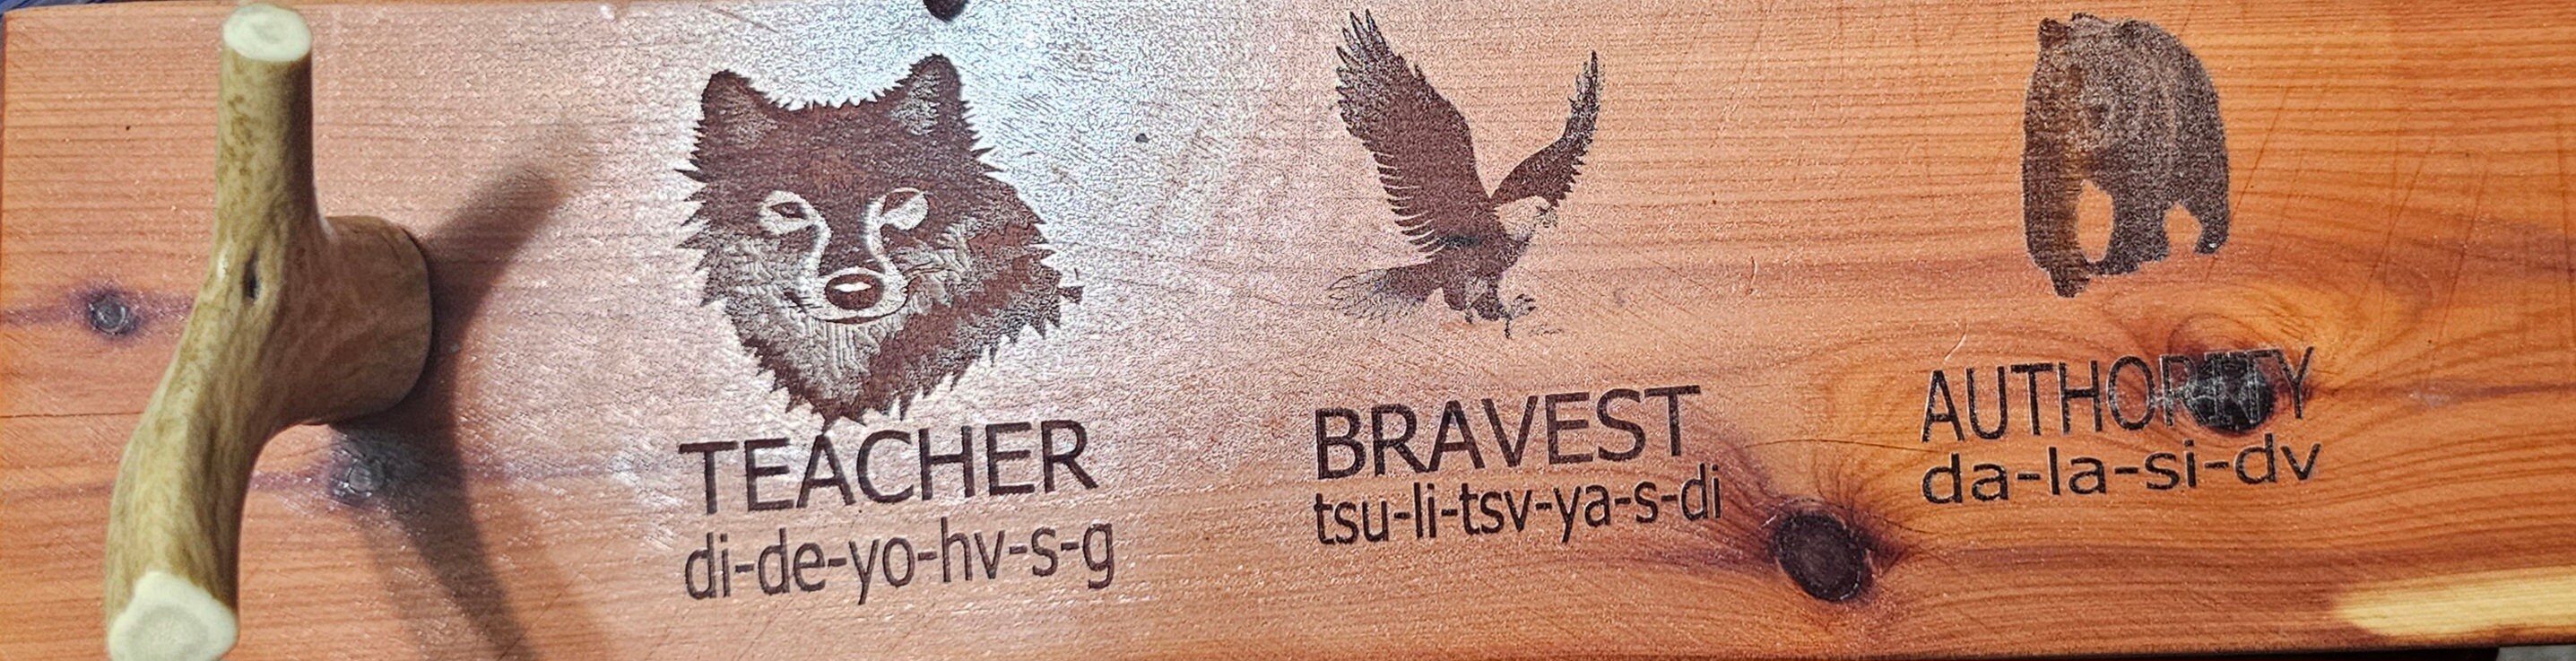 TEACHER
di-de-yo-hv-s-g
BRAVEST
tsu-li-tsv-ya-s-di
AUTHORITY
da-la-si-dv